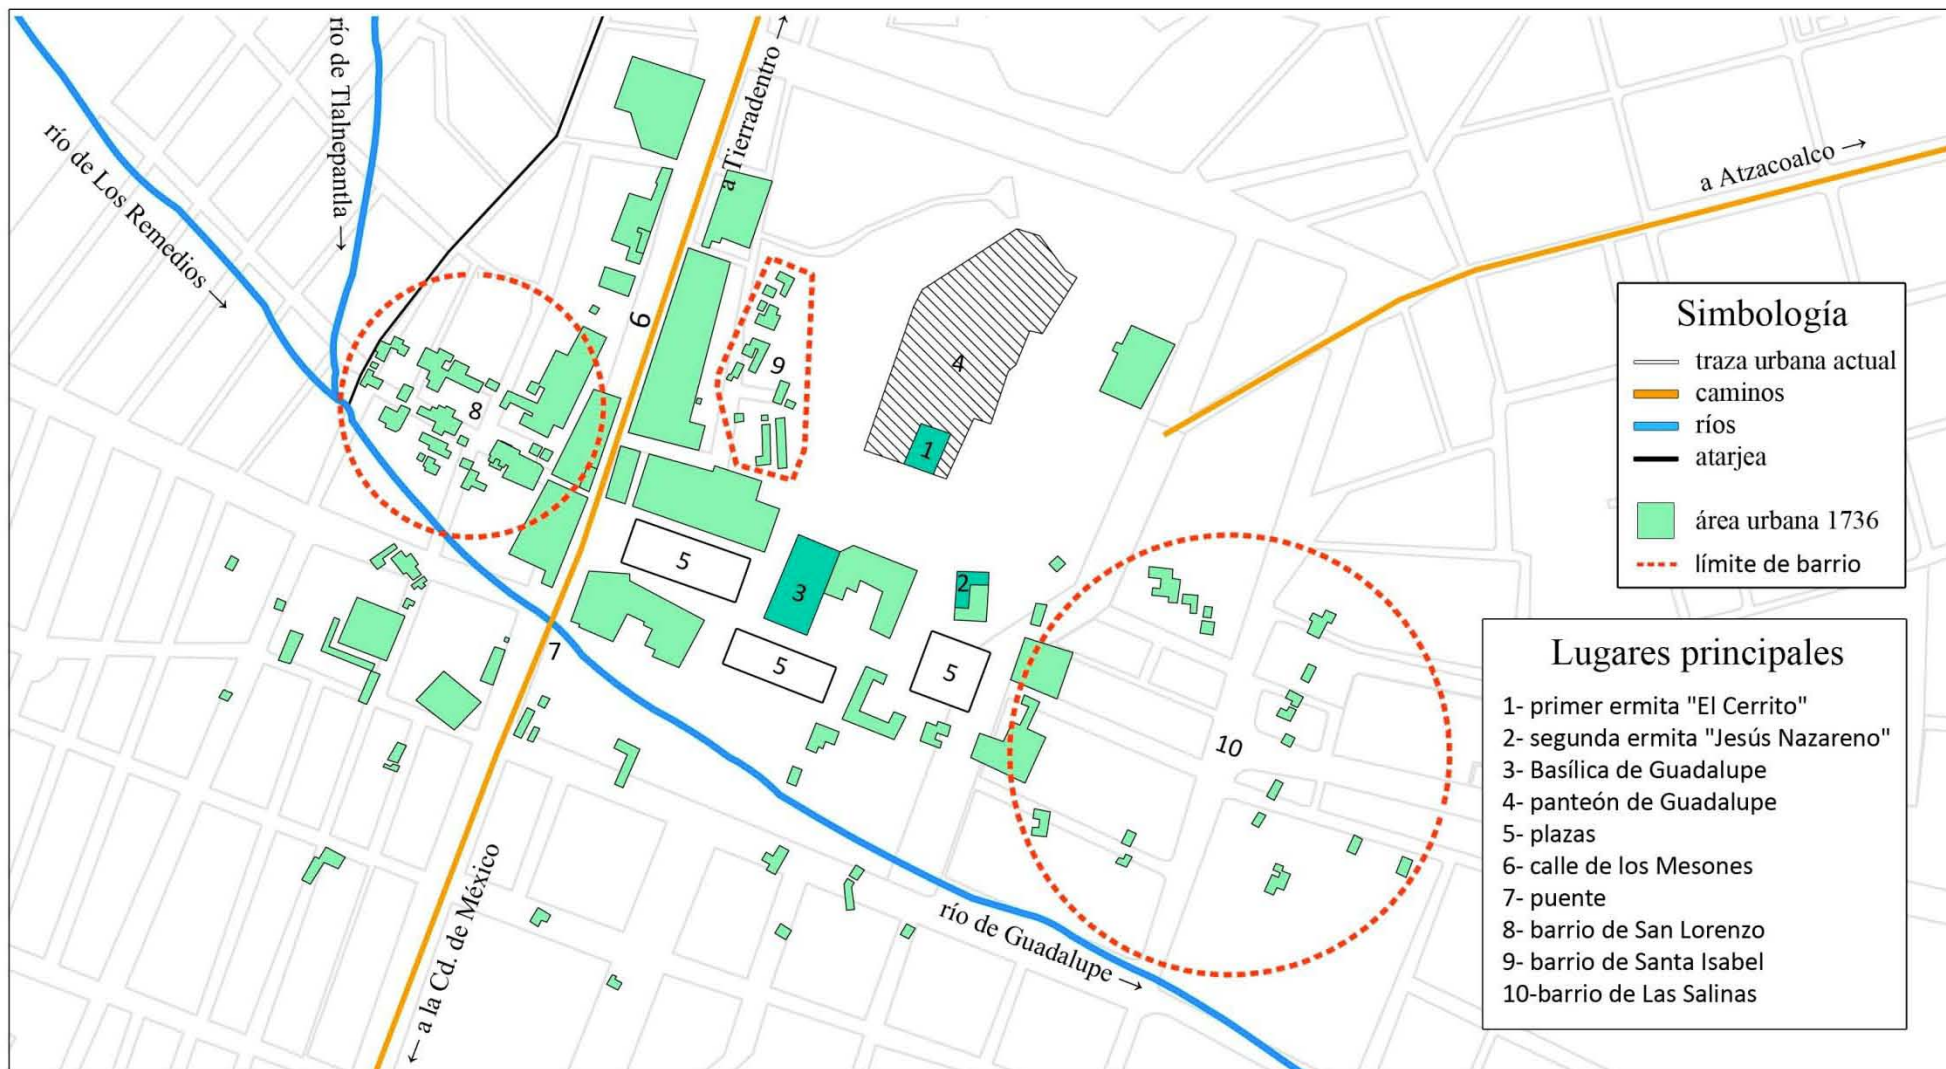 río de Tlalnepantla →
río de Los Remedios →
a Tierradentro →
a Atzacoalco →
6
9
4
8
1
5
3
2
5
5
7
10
río de Guadalupe →
← a la Cd. de México
Simbología
traza urbana actual
caminos
ríos
atarjea
área urbana 1736
límite de barrio
Lugares principales
1- primer ermita "El Cerrito"
2- segunda ermita "Jesús Nazareno"
3- Basílica de Guadalupe
4- panteón de Guadalupe
5- plazas
6- calle de los Mesones
7- puente
8- barrio de San Lorenzo
9- barrio de Santa Isabel
10-barrio de Las Salinas